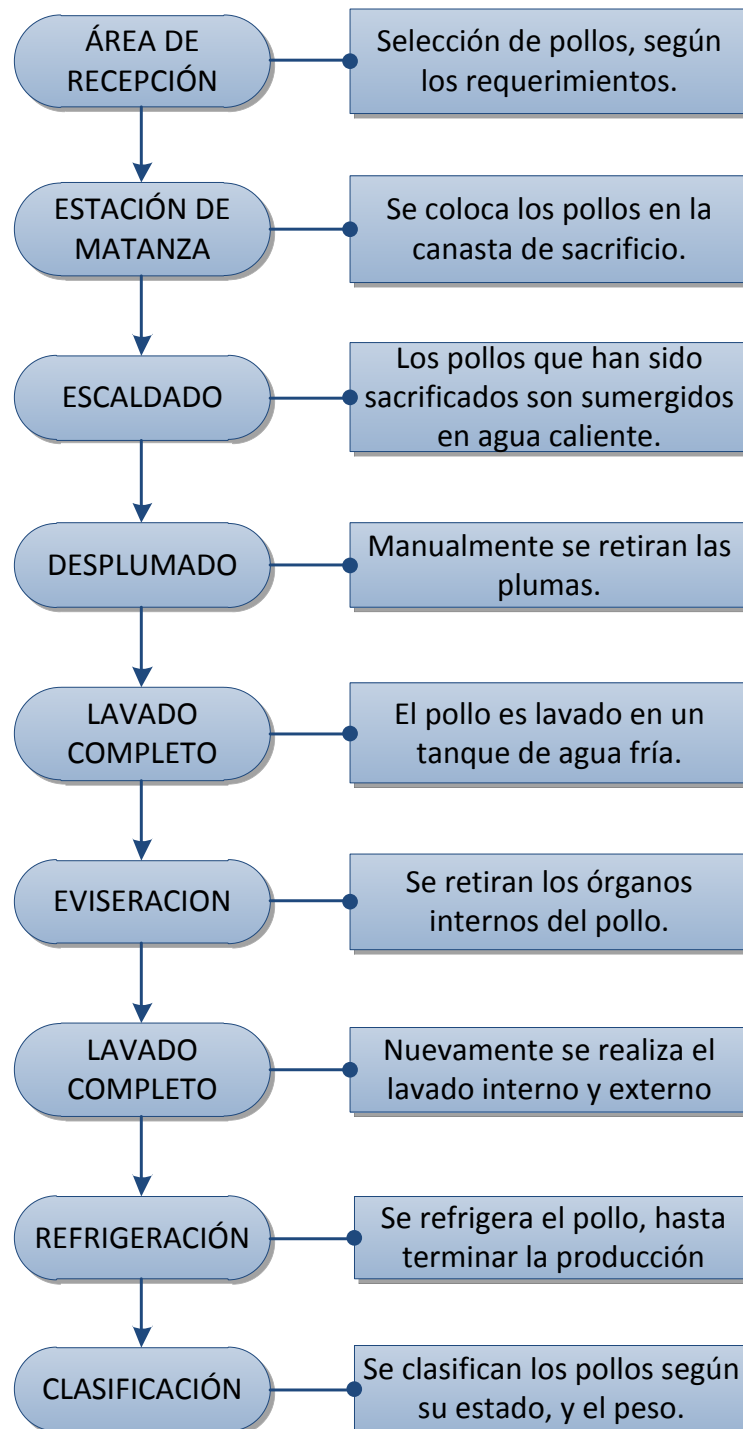 ÁREA DE
RECEPCIÓN
Selección de pollos, según
los requerimientos.
ESTACIÓN DE
MATANZA
Se coloca los pollos en la
canasta de sacrificio.
ESCALDADO
Los pollos que han sido
sacrificados son sumergidos
en agua caliente.
DESPLUMADO
Manualmente se retiran las
plumas.
LAVADO
COMPLETO
El pollo es lavado en un
tanque de agua fría.
EVISERACION
Se retiran los órganos
internos del pollo.
LAVADO
COMPLETO
Nuevamente se realiza el
lavado interno y externo
REFRIGERACIÓN
Se refrigera el pollo, hasta
terminar la producción
CLASIFICACIÓN
Se clasifican los pollos según
su estado, y el peso.